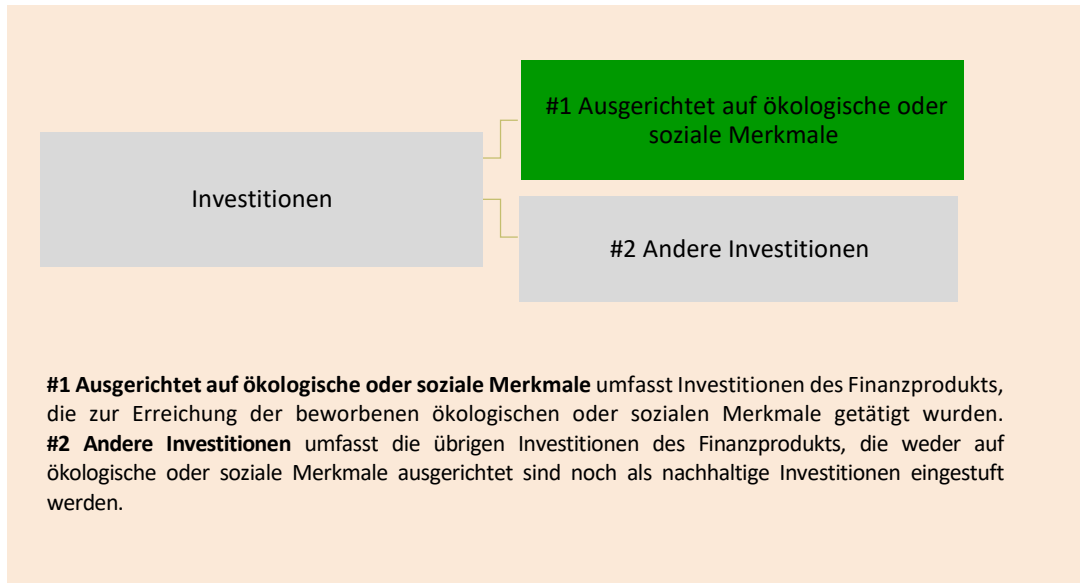 #1 Ausgerichtet auf ökologische oder
soziale Merkmale
Investitionen
#2 Andere Investitionen
#1 Ausgerichtet auf ökologische oder soziale Merkmale umfasst Investitionen des Finanzprodukts,
die zur Erreichung der beworbenen ökologischen oder sozialen Merkmale getätigt wurden.
#2 Andere Investitionen umfasst die übrigen Investitionen des Finanzprodukts, die weder auf
ökologische oder soziale Merkmale ausgerichtet sind noch als nachhaltige Investitionen eingestuft
werden.